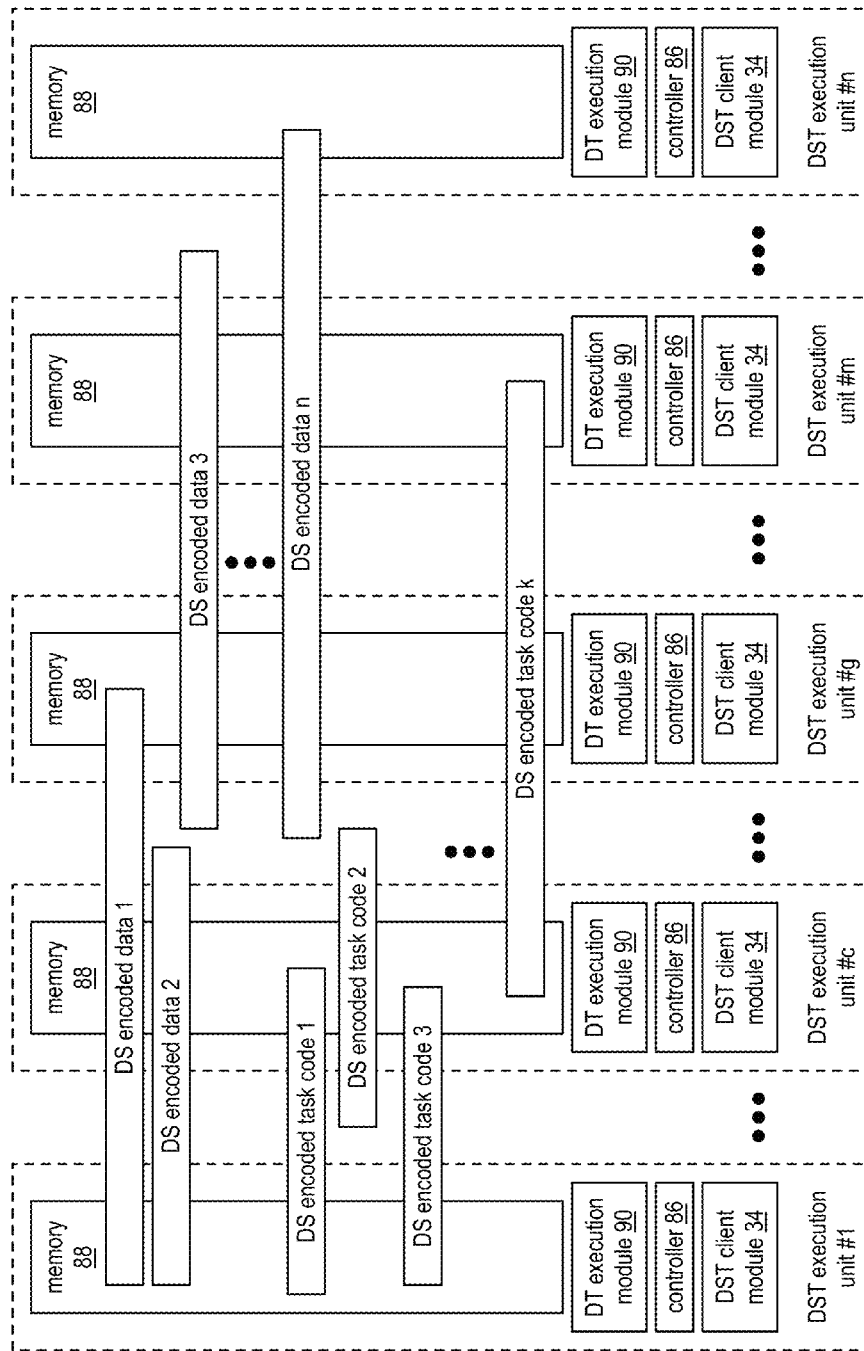 memory
88
DT execution
module 90
controller 86
DST client
module 34
DST execution
unit #1
memory
88
DT execution
module 90
controller 86
DST client
module 34
DST execution
unit #c
memory
88
DT execution
module 90
controller 86
DST client
module 34
DST execution
unit #g
memory
88
DT execution
module 90
controller 86
DST client
module 34
DST execution
unit #m
memory
88
DT execution
module 90
controller 86
DST client
module 34
DST execution
unit #n
DS encoded data 1
DS encoded data 2
DS encoded data 3
DS encoded data n
DS encoded task code 1
DS encoded task code 2
DS encoded task code 3
DS encoded task code k